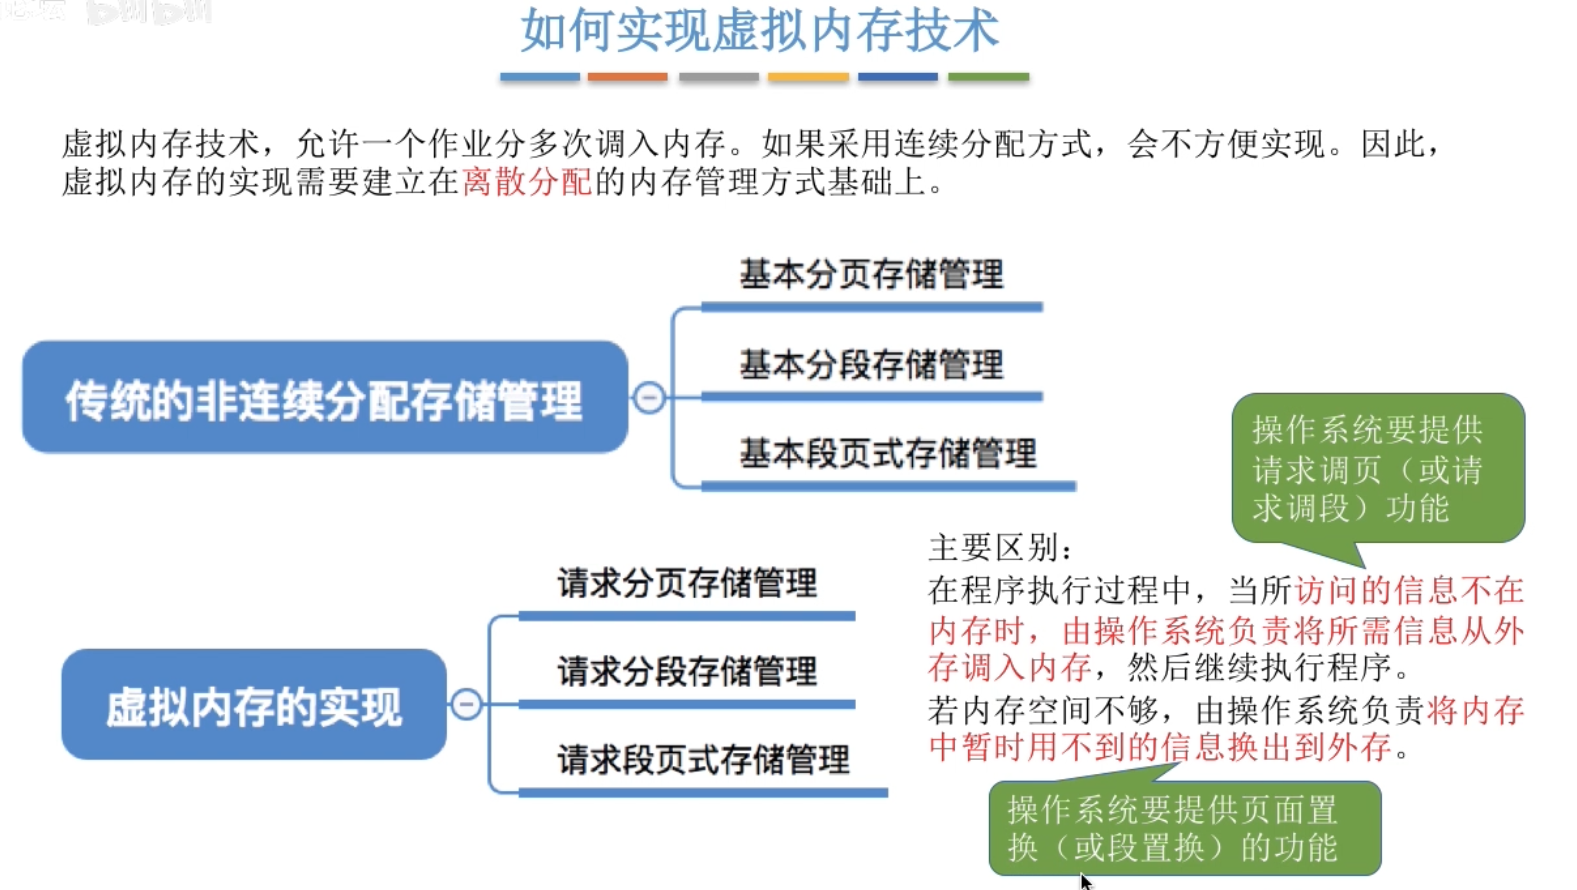 如何实现虚拟内存技术
虚拟内存技术，允许一个作业分多次调入内存。如果采用连续分配方式，会不方便实现。因此，
虚拟内存的实现需要建立在离散分配的内存管理方式基础上。
基本分页存储管理
传统的非连续分配存储管理
基本分段存储管理
基本段页式存储管理
操作系统要提供
请求调页（或请
求调段）功能
请求分页存储管理
虚拟内存的实现
请求分段存储管理
请求段页式存储管理
主要区别：
在程序执行过程中，当所访问的信息不在
内存时，由操作系统负责将所需信息从外
存调入内存，然后继续执行程序。
若内存空间不够，由操作系统负责将内存
中暂时用不到的信息换出到外存。
操作系统要提供页面置
换（或段置换）的功能